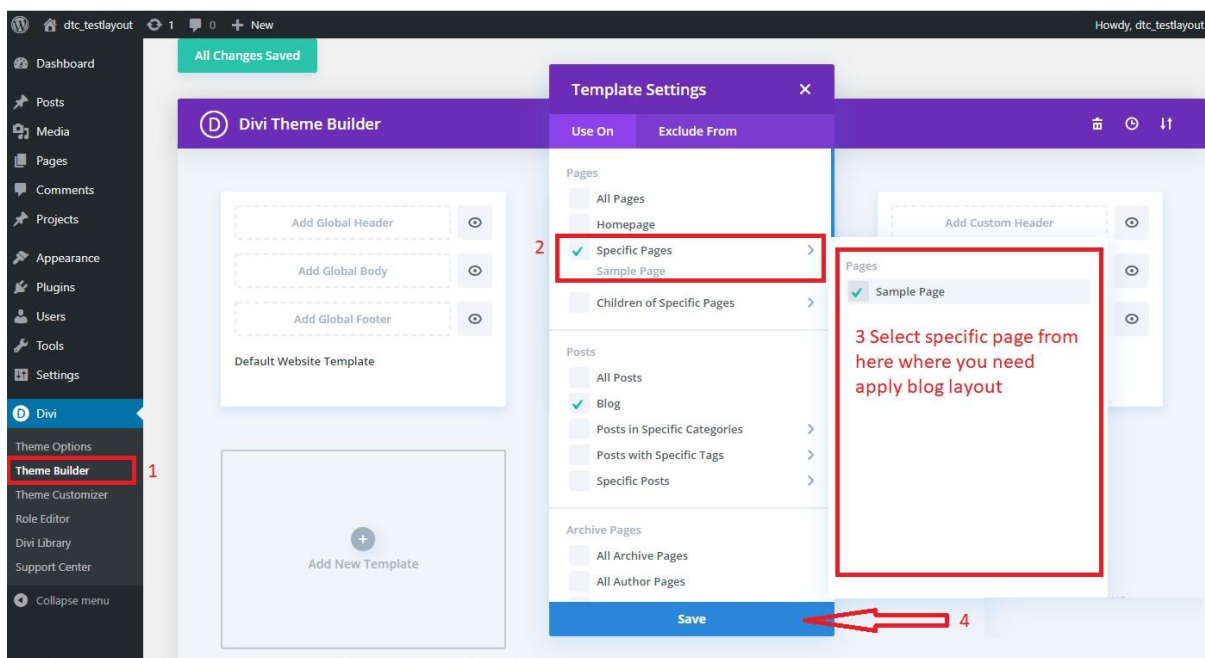 dtc_testlayout 1 0 + New
Howdy, dtc_testlayout
Dashboard
Posts
Media
Pages
Comments
Projects
Appearance
Plugins
Users
Tools
Settings
Divi
Theme Options
Theme Builder
1
Theme Customizer
Role Editor
Divi Library
Support Center
Collapse menu
All Changes Saved
D Divi Theme Builder
Add Global Header
Add Global Body
Add Global Footer
Default Website Template
Add New Template
Template Settings
Use On Exclude From
Pages
All Pages
Homepage
2
Specific Pages
Sample Page
Children of Specific Pages
Posts
All Posts
Blog
Posts in Specific Categories
Posts with Specific Tags
Specific Posts
Archive Pages
All Archive Pages
All Author Pages
Save
4
Add Custom Header
Pages
Sample Page
3 Select specific page from
here where you need
apply blog layout